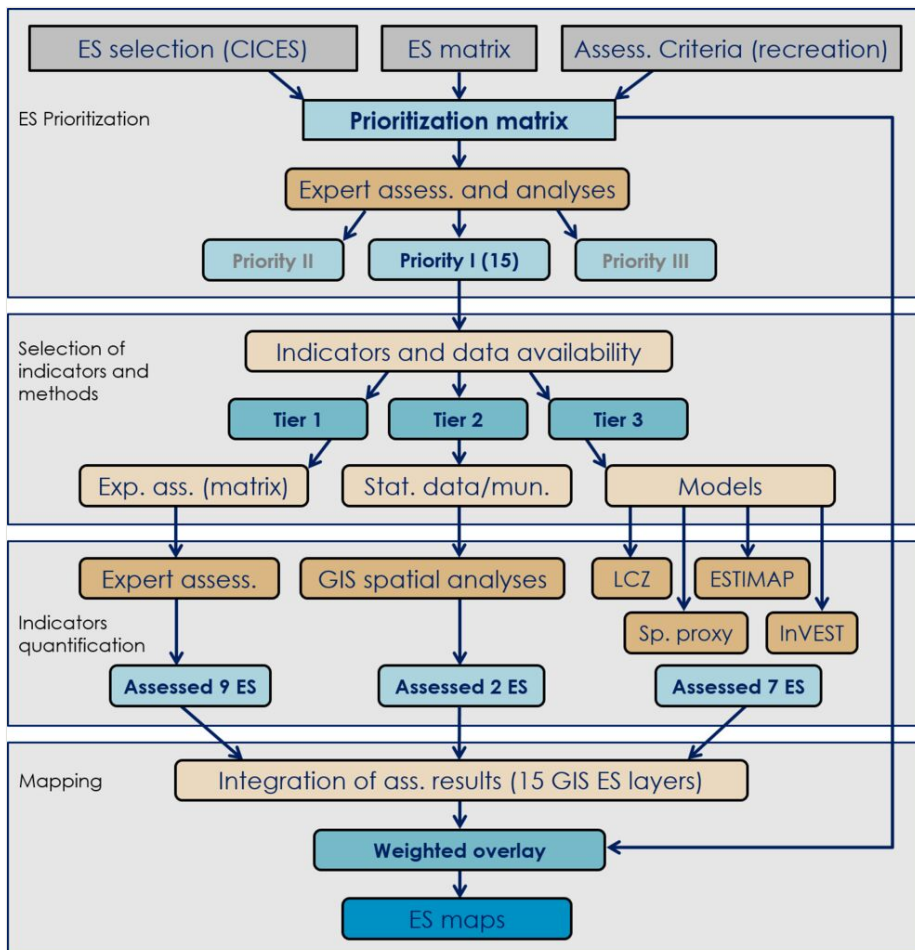 ES selection (CICES)
ES matrix
Assess. Criteria (recreation)
ES Prioritization
Prioritization matrix
Expert assess. and analyses
Priority II
Priority I (15)
Priority III
Selection of
indicators and
methods
Indicators and data availability
Tier 1
Tier 2
Tier 3
Exp. ass. (matrix)
Stat. data/mun.
Models
Indicators
quantification
Expert assess.
GIS spatial analyses
LCZ
ESTIMAP
Sp. proxy
InVEST
Assessed 9 ES
Assessed 2 ES
Assessed 7 ES
Mapping
Integration of ass. results (15 GIS ES layers)
Weighted overlay
ES maps